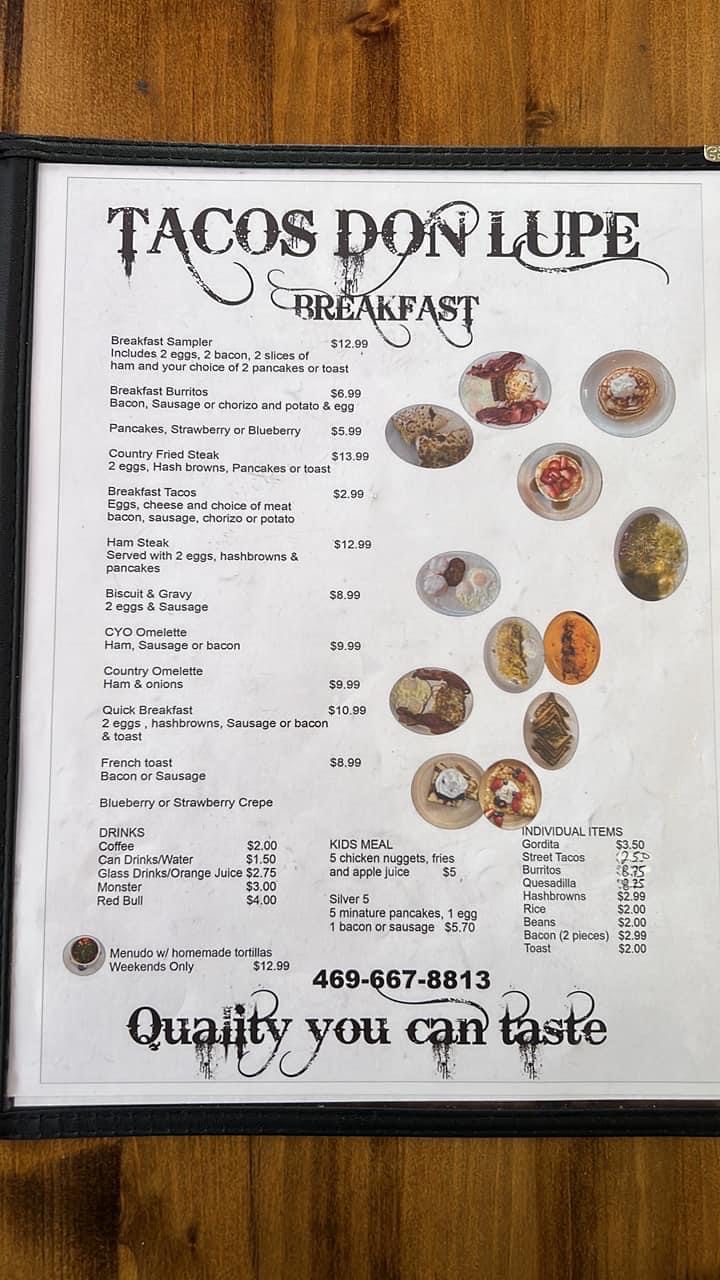 TACOS DON LUPE
BREAKFAST
Breakfast Sampler $12.99
Includes 2 eggs, 2 bacon, 2 slices of
ham and your choice of 2 pancakes or toast
Breakfast Burritos $6.99
Bacon, Sausage or chorizo and potato & egg
Pancakes, Strawberry or Blueberry $5.99
Country Fried Steak $13.99
2 eggs, Hash browns, Pancakes or toast
Breakfast Tacos $2.99
Eggs, cheese and choice of meat
bacon, sausage, chorizo or potato
Ham Steak $12.99
Served with 2 eggs, hashbrowns &
pancakes
Biscuit & Gravy $8.99
2 eggs & Sausage
CYO Omelette
Ham, Sausage or bacon $9.99
Country Omelette
Ham & onions $9.99
Quick Breakfast $10.99
2 eggs , hashbrowns, Sausage or bacon
& toast
French toast $8.99
Bacon or Sausage
Blueberry or Strawberry Crepe
DRINKS
Coffee $2.00
Can Drinks/Water $1.50
Glass Drinks/Orange Juice $2.75
Monster $3.00
Red Bull $4.00
KIDS MEAL
5 chicken nuggets, fries
and apple juice $5
Silver 5
5 minature pancakes, 1 egg
1 bacon or sausage $5.70
INDIVIDUAL ITEMS
Gordita $3.50
Street Tacos 2.50
Burritos 8.75
Quesadilla 8.25
Hashbrowns $2.99
Rice $2.00
Beans $2.00
Bacon (2 pieces) $2.99
Toast $2.00
Menudo w/ homemade tortillas
Weekends Only $12.99
469-667-8813
Quality you can taste